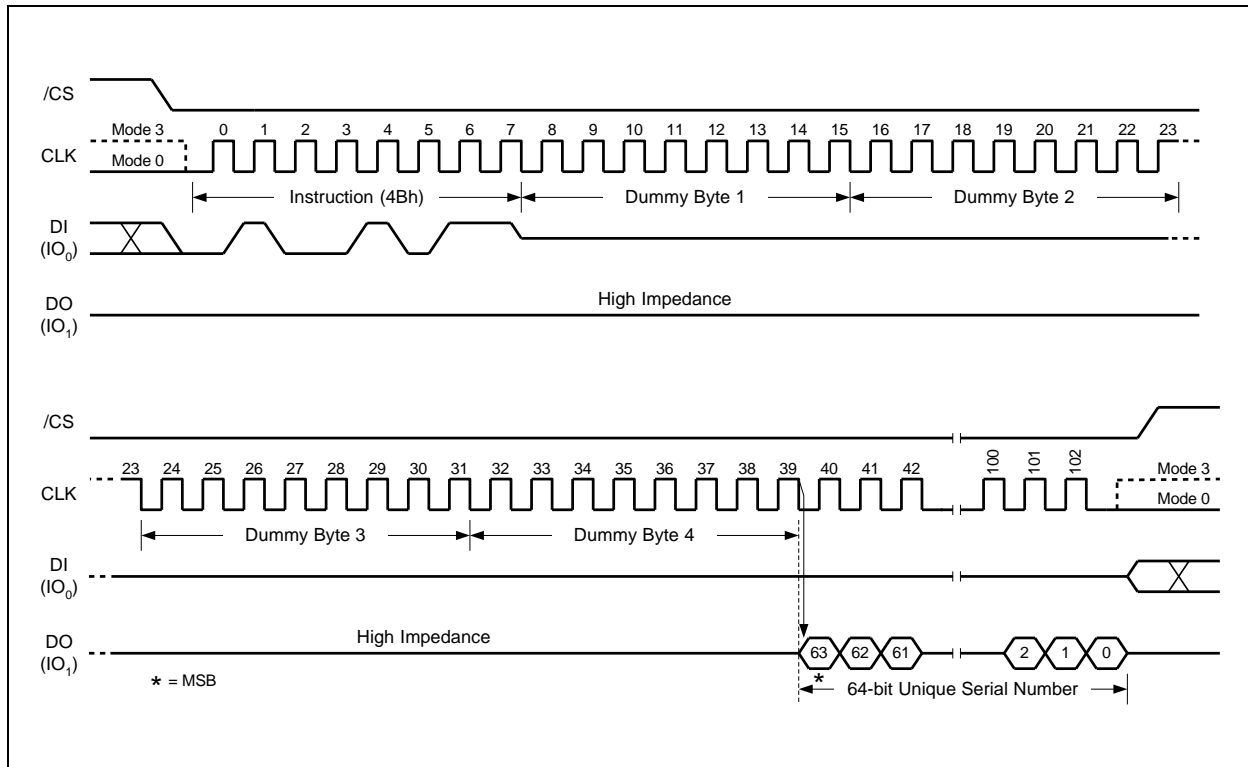 /CS
Mode 3 0 1 2 3 4 5 6 7 8 9 10 11 12 13 14 15 16 17 18 19 20 21 22 23
CLK Mode 0
Instruction (4Bh) Dummy Byte 1 Dummy Byte 2
DI
(IO0)
High Impedance
DO
(IO1)
/CS
23 24 25 26 27 28 29 30 31 32 33 34 35 36 37 38 39 40 41 42 100 101 102 Mode 3
CLK Mode 0
Dummy Byte 3 Dummy Byte 4
DI
(IO0)
High Impedance
DO
(IO1) 63 62 61 2 1 0
* = MSB * 64-bit Unique Serial Number